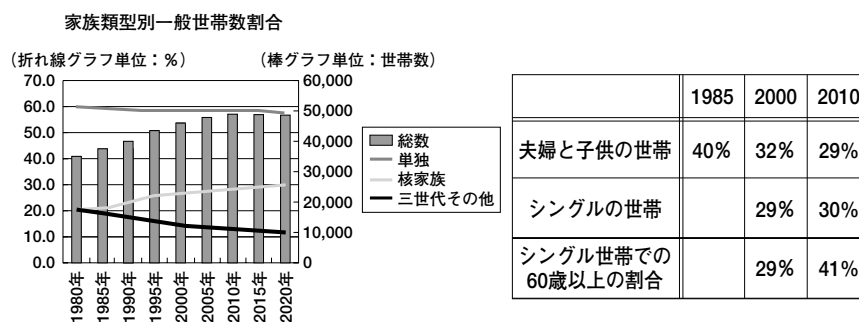 家族類型別一般世帯数割合
（折れ線グラフ単位：％） （棒グラフ単位：世帯数）
70.0
60.0
50.0
40.0
30.0
20.0
10.0
0.0
60,000
50,000
40,000
30,000
20,000
10,000
0
1980年
1985年
1990年
1995年
2000年
2005年
2010年
2015年
2020年
総数
単独
核家族
三世代その他
1985 2000 2010
夫婦と子供の世帯 40% 32% 29%
シングルの世帯 29% 30%
シングル世帯での
60歳以上の割合 29% 41%